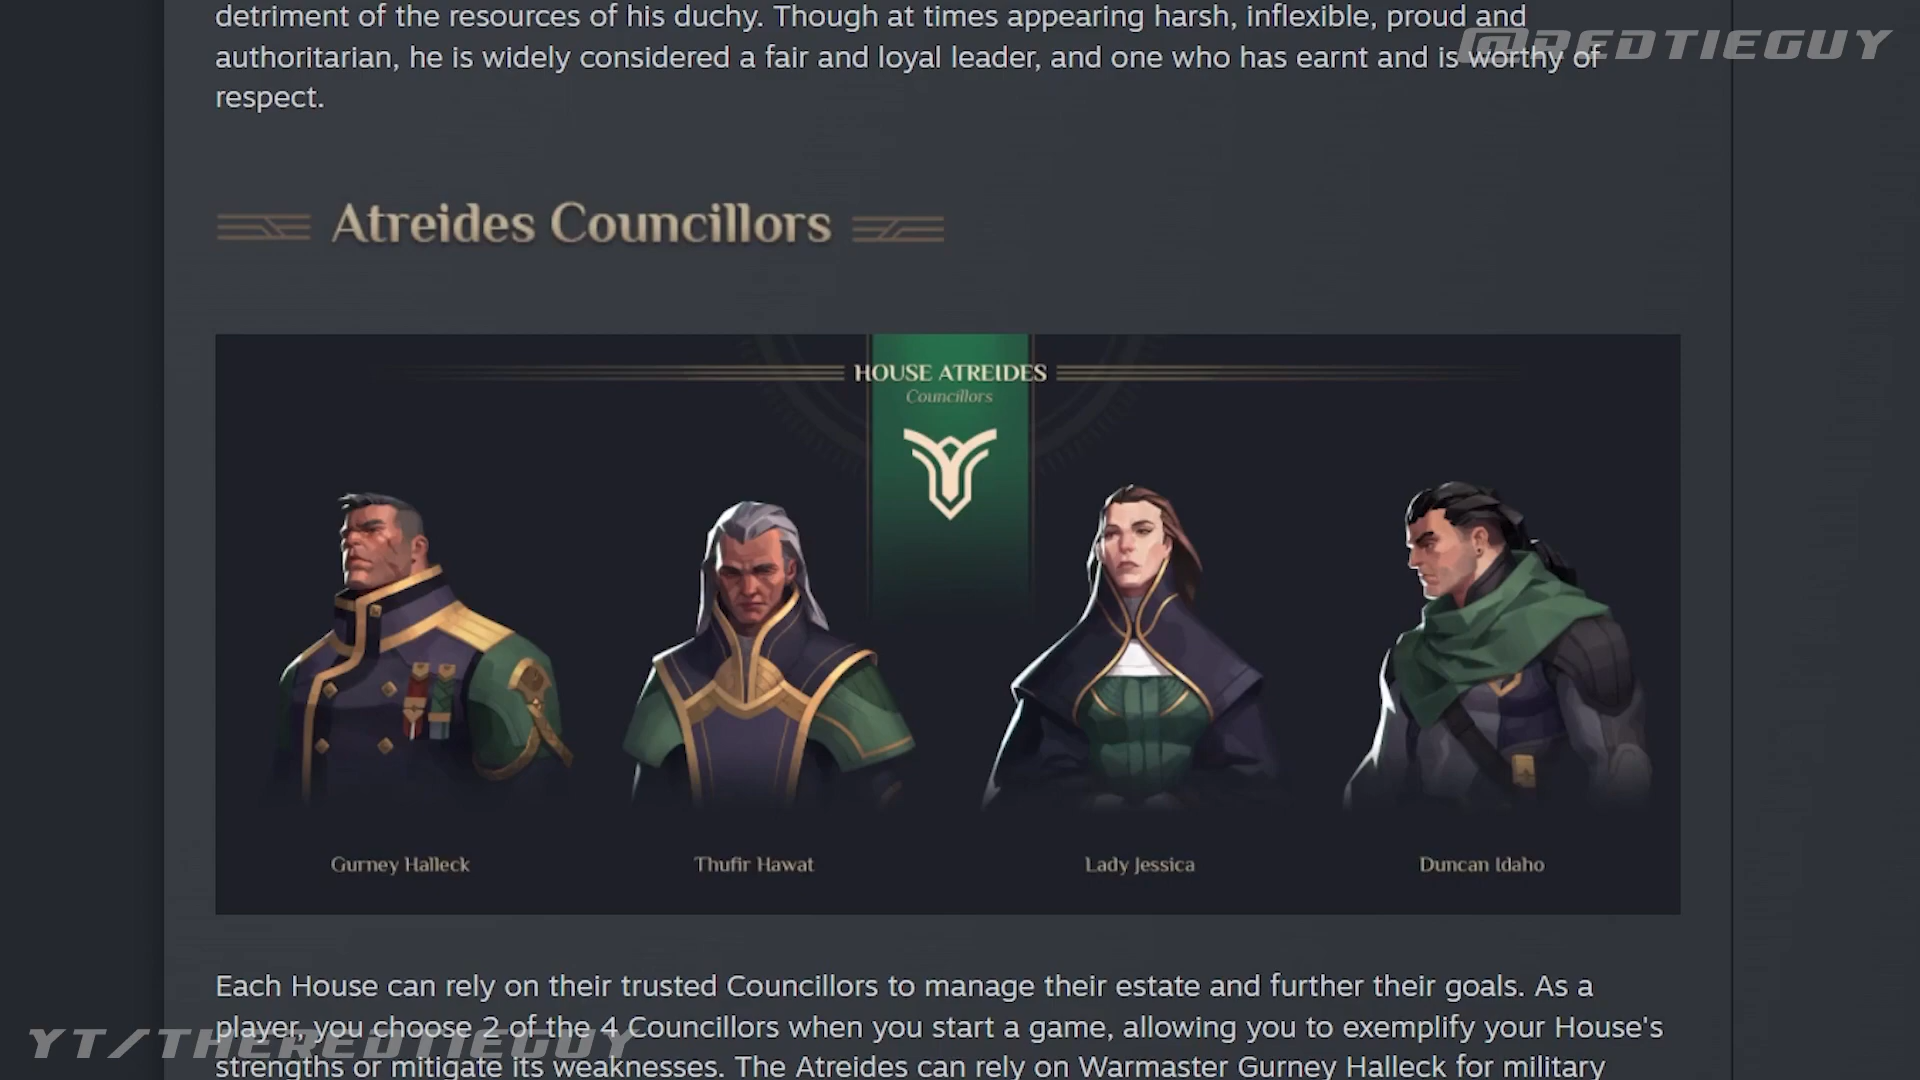 detriment of the resources of his duchy. Though at times appearing harsh, inflexible, proud and
@REDTIEGUY
authoritarian, he is widely considered a fair and loyal leader, and one who has earnt and is worthy of
respect.
Atreides Councillors
HOUSE ATREIDES
Councillors
Gurney Halleck
Thufir Hawat
Lady Jessica
Duncan Idaho
Each House can rely on their trusted Councillors to manage their estate and further their goals. As a
player, you choose 2 of the 4 Councillors when you start a game, allowing you to exemplify your House's
YT/THEREDTIEGUY
strengths or mitigate its weaknesses. The Atreides can rely on Warmaster Gurney Halleck for military